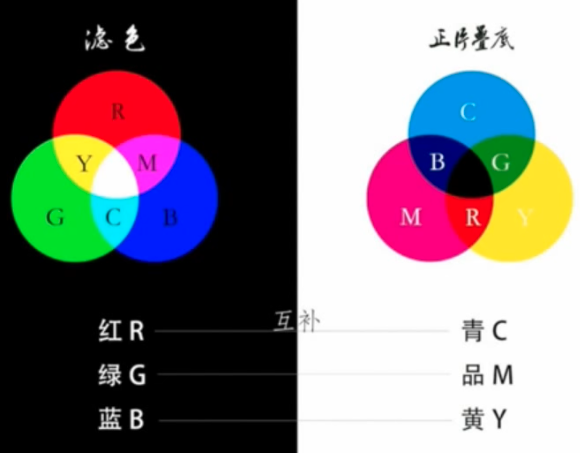 滤色
正片叠底
R
Y M
G C B
C
B G
M R Y
互补
红 R 青 C
绿 G 品 M
蓝 B 黄 Y